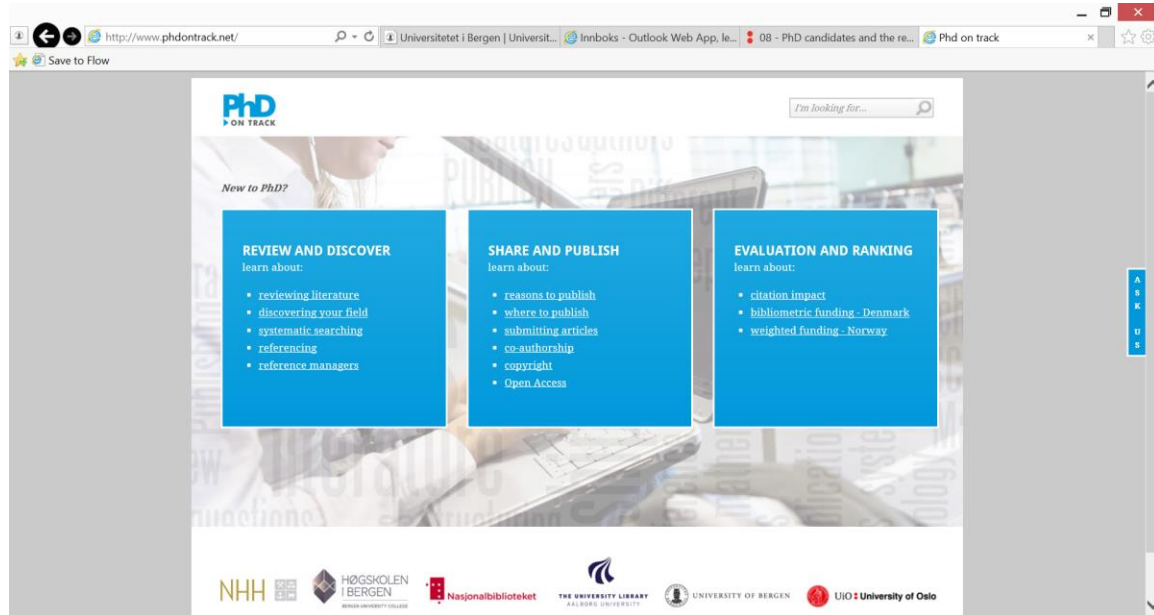 http://www.phdontrack.net/
Universitetet i Bergen | Universit...
Innboks - Outlook Web App, le...
08 - PhD candidates and the re...
Phd on track
Save to Flow
PhD
ON TRACK
I'm looking for...
New to PhD?
REVIEW AND DISCOVER
learn about:
reviewing literature
discovering your field
systematic searching
referencing
reference managers
SHARE AND PUBLISH
learn about:
reasons to publish
where to publish
submitting articles
co-authorship
copyright
Open Access
EVALUATION AND RANKING
learn about:
citation impact
bibliometric funding - Denmark
weighted funding - Norway
ASK US
literature
NHH
HØGSKOLEN
I BERGEN
BERGEN UNIVERSITY COLLEGE
Nasjonalbiblioteket
THE UNIVERSITY LIBRARY
AALBORG UNIVERSITY
UNIVERSITY OF BERGEN
UiO : University of Oslo